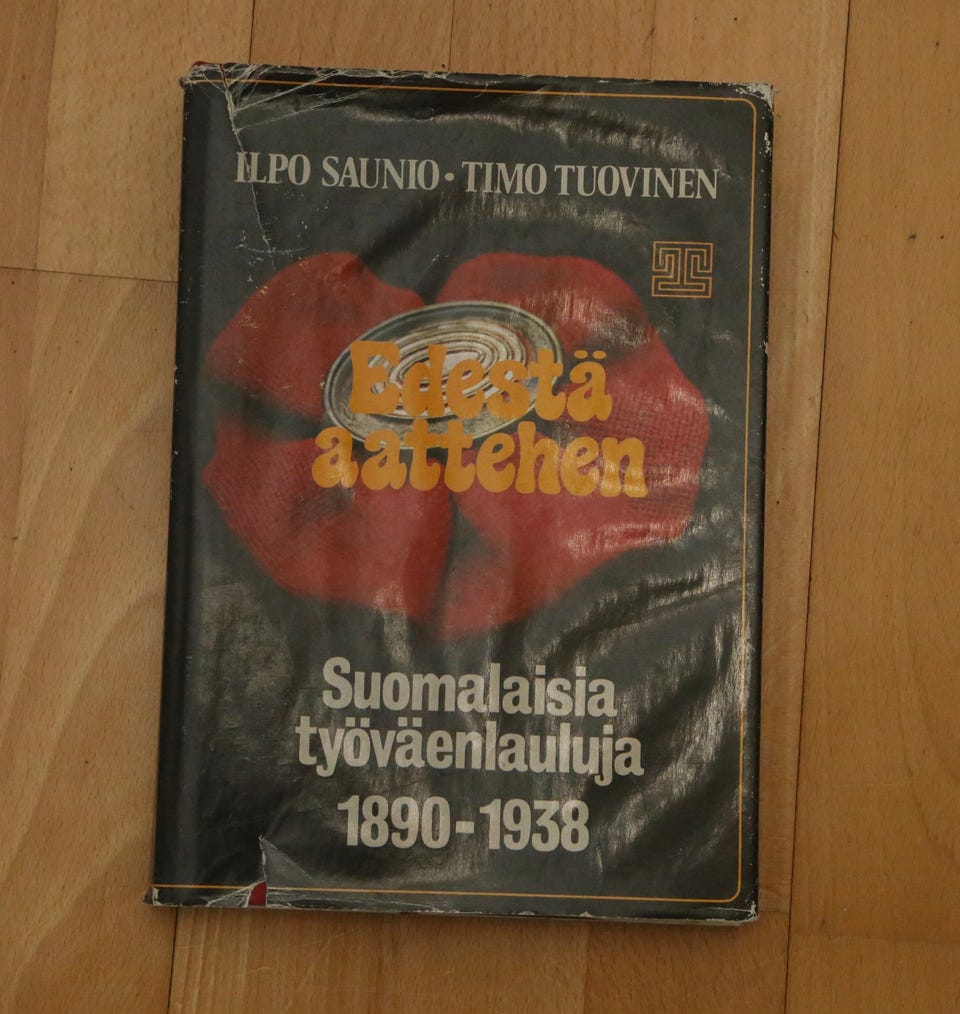 ILPO SAUNIO • TIMO TUOVINEN
Edestä
aattehen
Suomalaisia
työväenlauluja
1890-1938